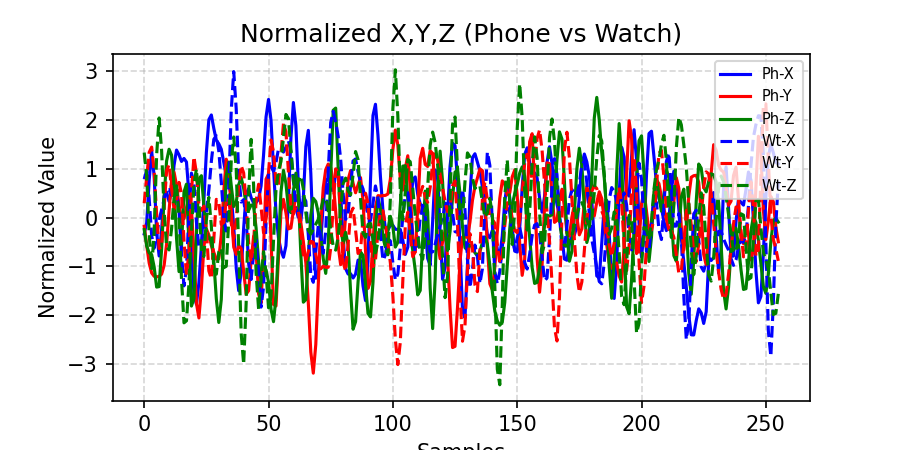 Normalized X,Y,Z (Phone vs Watch)
Normalized Value
3
2
1
0
−1
−2
−3
Ph-X
Ph-Y
Ph-Z
Wt-X
Wt-Y
Wt-Z
0 50 100 150 200 250
Samples